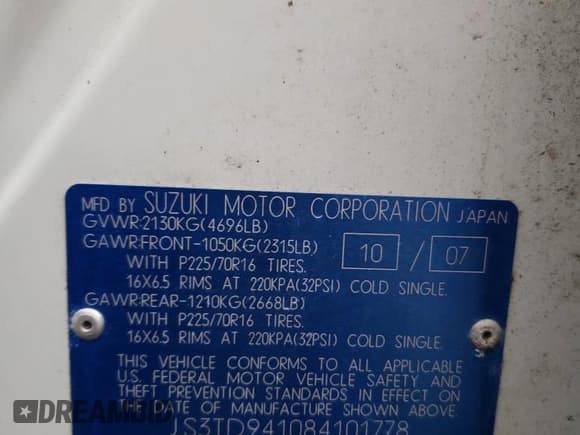 MFD BY SUZUKI MOTOR CORPORATION JAPAN
GVWR:2130KG(4696LB)
GAWR:FRONT-1050KG(2315LB) 10 / 07
WITH P225/70R16 TIRES.
16X6.5 RIMS AT 220KPA(32PSI) COLD SINGLE.
GAWR:REAR-1210KG(2668LB)
WITH P225/70R16 TIRES.
16X6.5 RIMS AT 220KPA(32PSI) COLD SINGLE.
THIS VEHICLE CONFORMS TO ALL APPLICABLE
U.S. FEDERAL MOTOR VEHICLE SAFETY AND
THEFT PREVENTION STANDARDS IN EFFECT ON
THE DATE OF MANUFACTURE SHOWN ABOVE.
JS3TD941084101778
DREAMBID